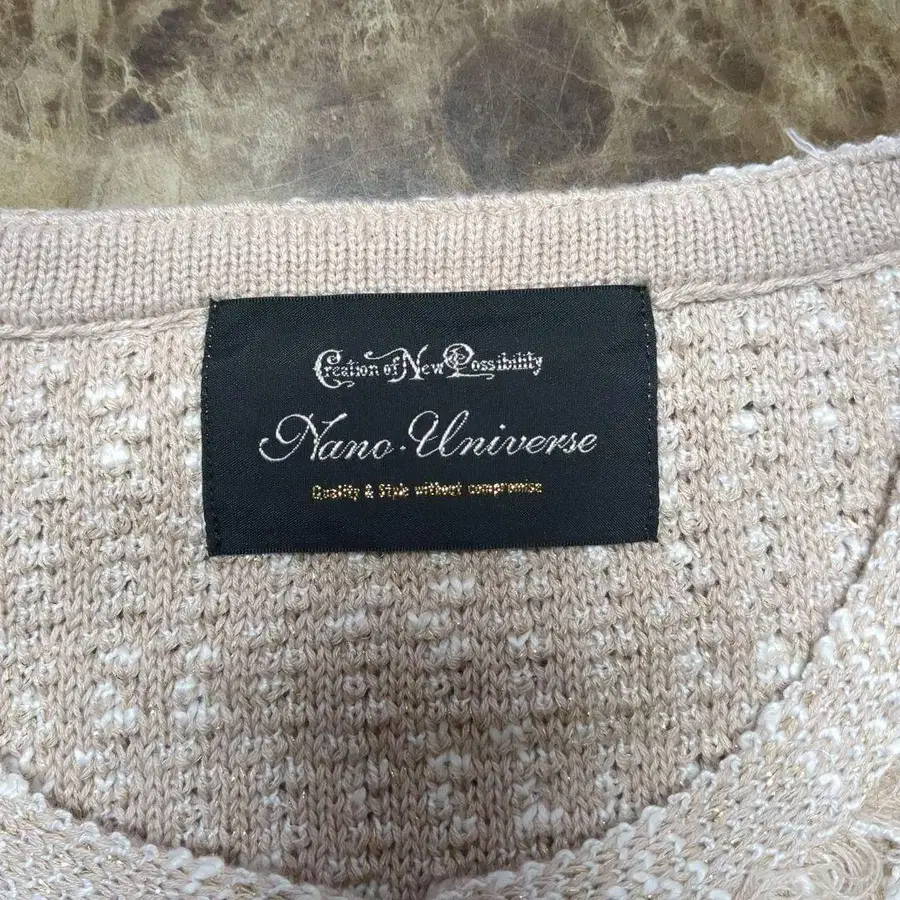 Creation of New Possibility
Nano·Universe
Quality & Style without compromise